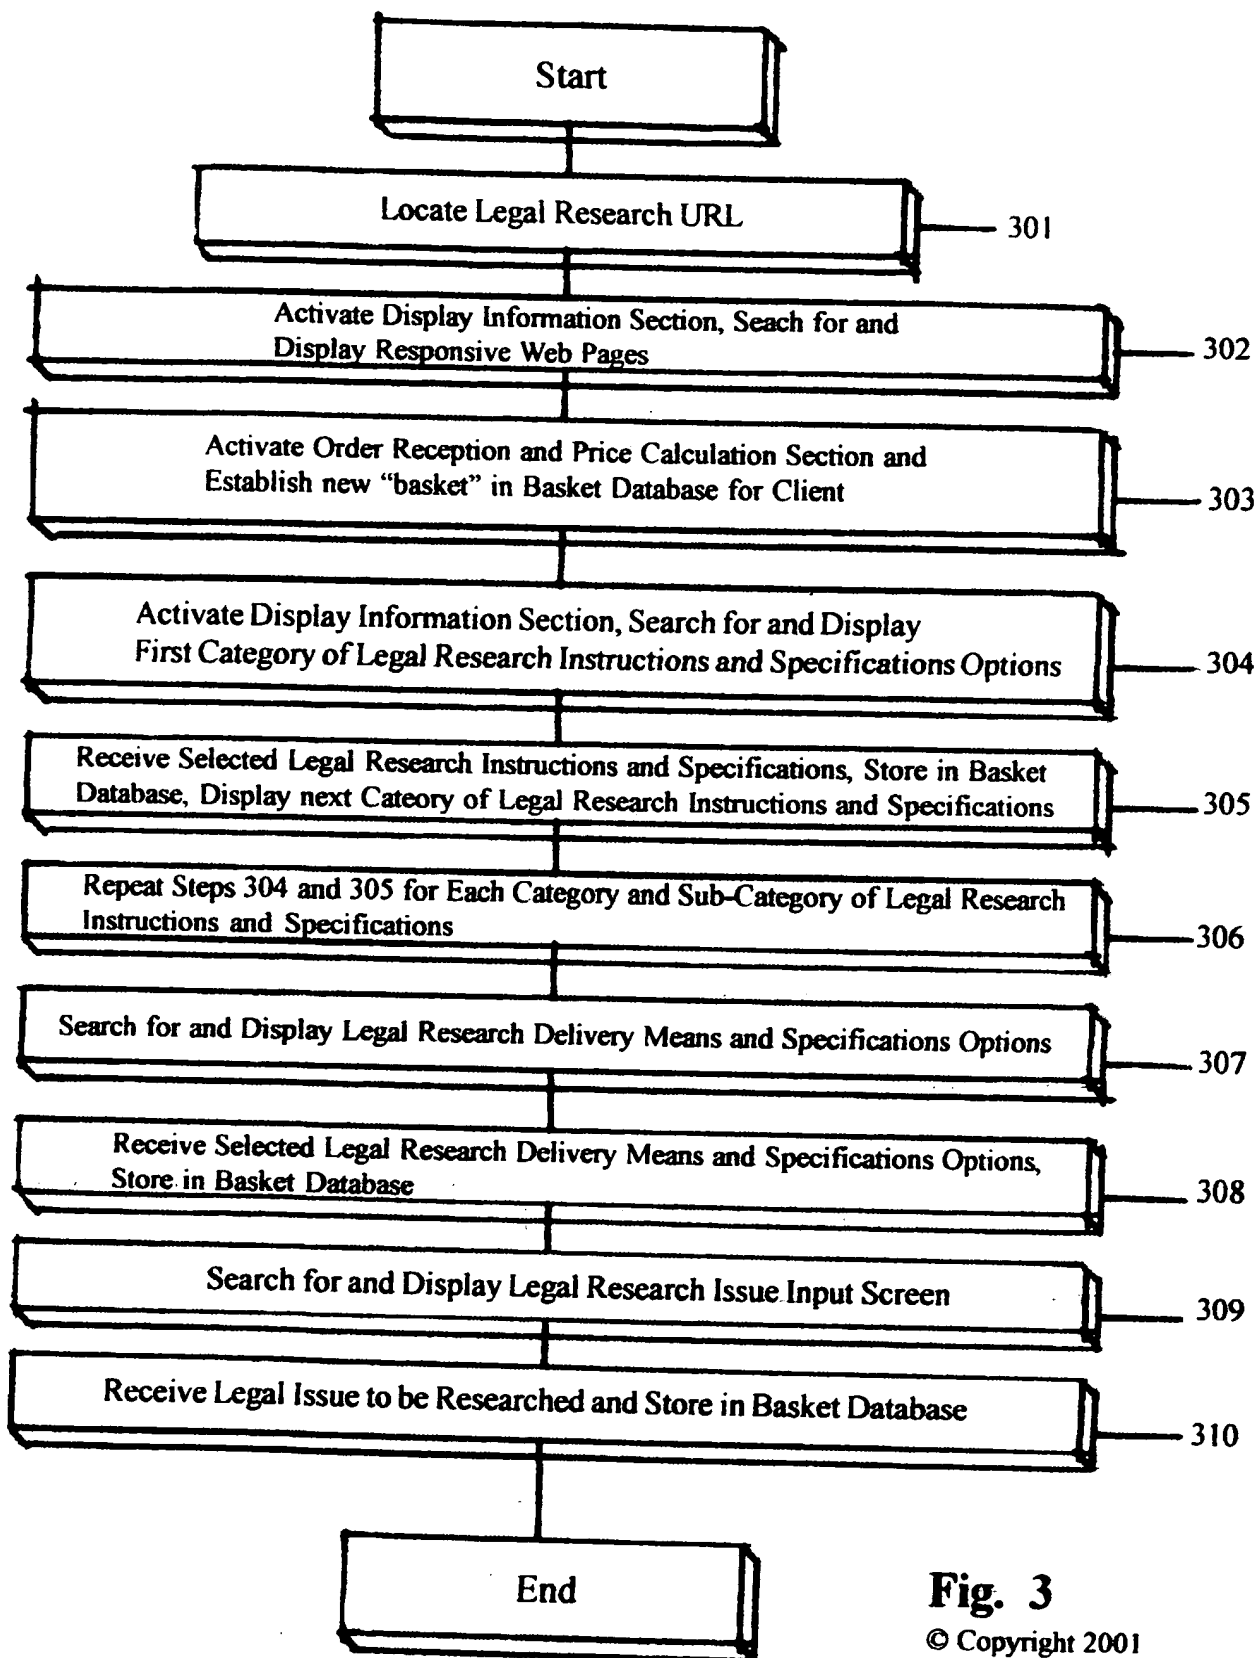 Start
Locate Legal Research URL
301
Activate Display Information Section, Seach for and
Display Responsive Web Pages
302
Activate Order Reception and Price Calculation Section and
Establish new “basket” in Basket Database for Client
303
Activate Display Information Section, Search for and Display
First Category of Legal Research Instructions and Specifications Options
304
Receive Selected Legal Research Instructions and Specifications, Store in Basket
Database, Display next Cateory of Legal Research Instructions and Specifications
305
Repeat Steps 304 and 305 for Each Category and Sub-Category of Legal Research
Instructions and Specifications
306
Search for and Display Legal Research Delivery Means and Specifications Options
307
Receive Selected Legal Research Delivery Means and Specifications Options,
Store in Basket Database
308
Search for and Display Legal Research Issue Input Screen
309
Receive Legal Issue to be Researched and Store in Basket Database
310
End
Fig. 3
© Copyright 2001